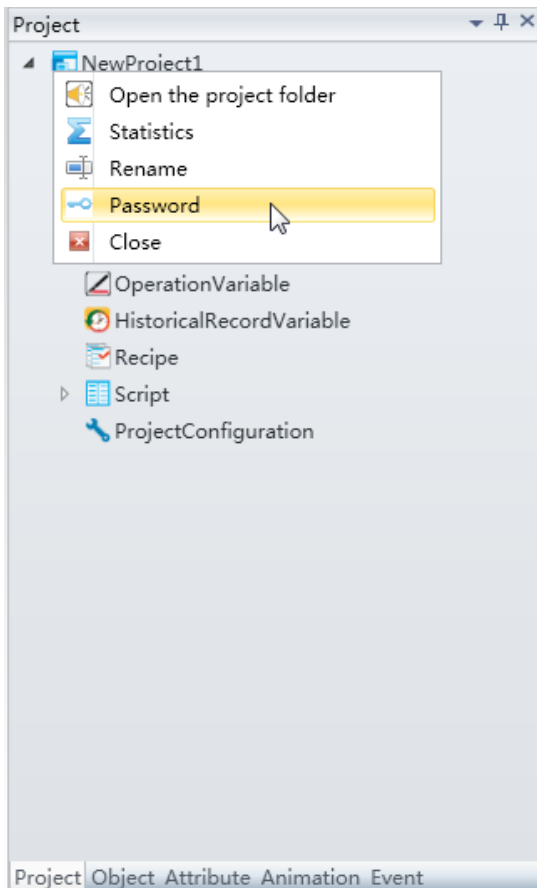 Project
NewProject1
Open the project folder
Statistics
Rename
Password
Close
OperationVariable
HistoricalRecordVariable
Recipe
Script
ProjectConfiguration
Project Object Attribute Animation Event